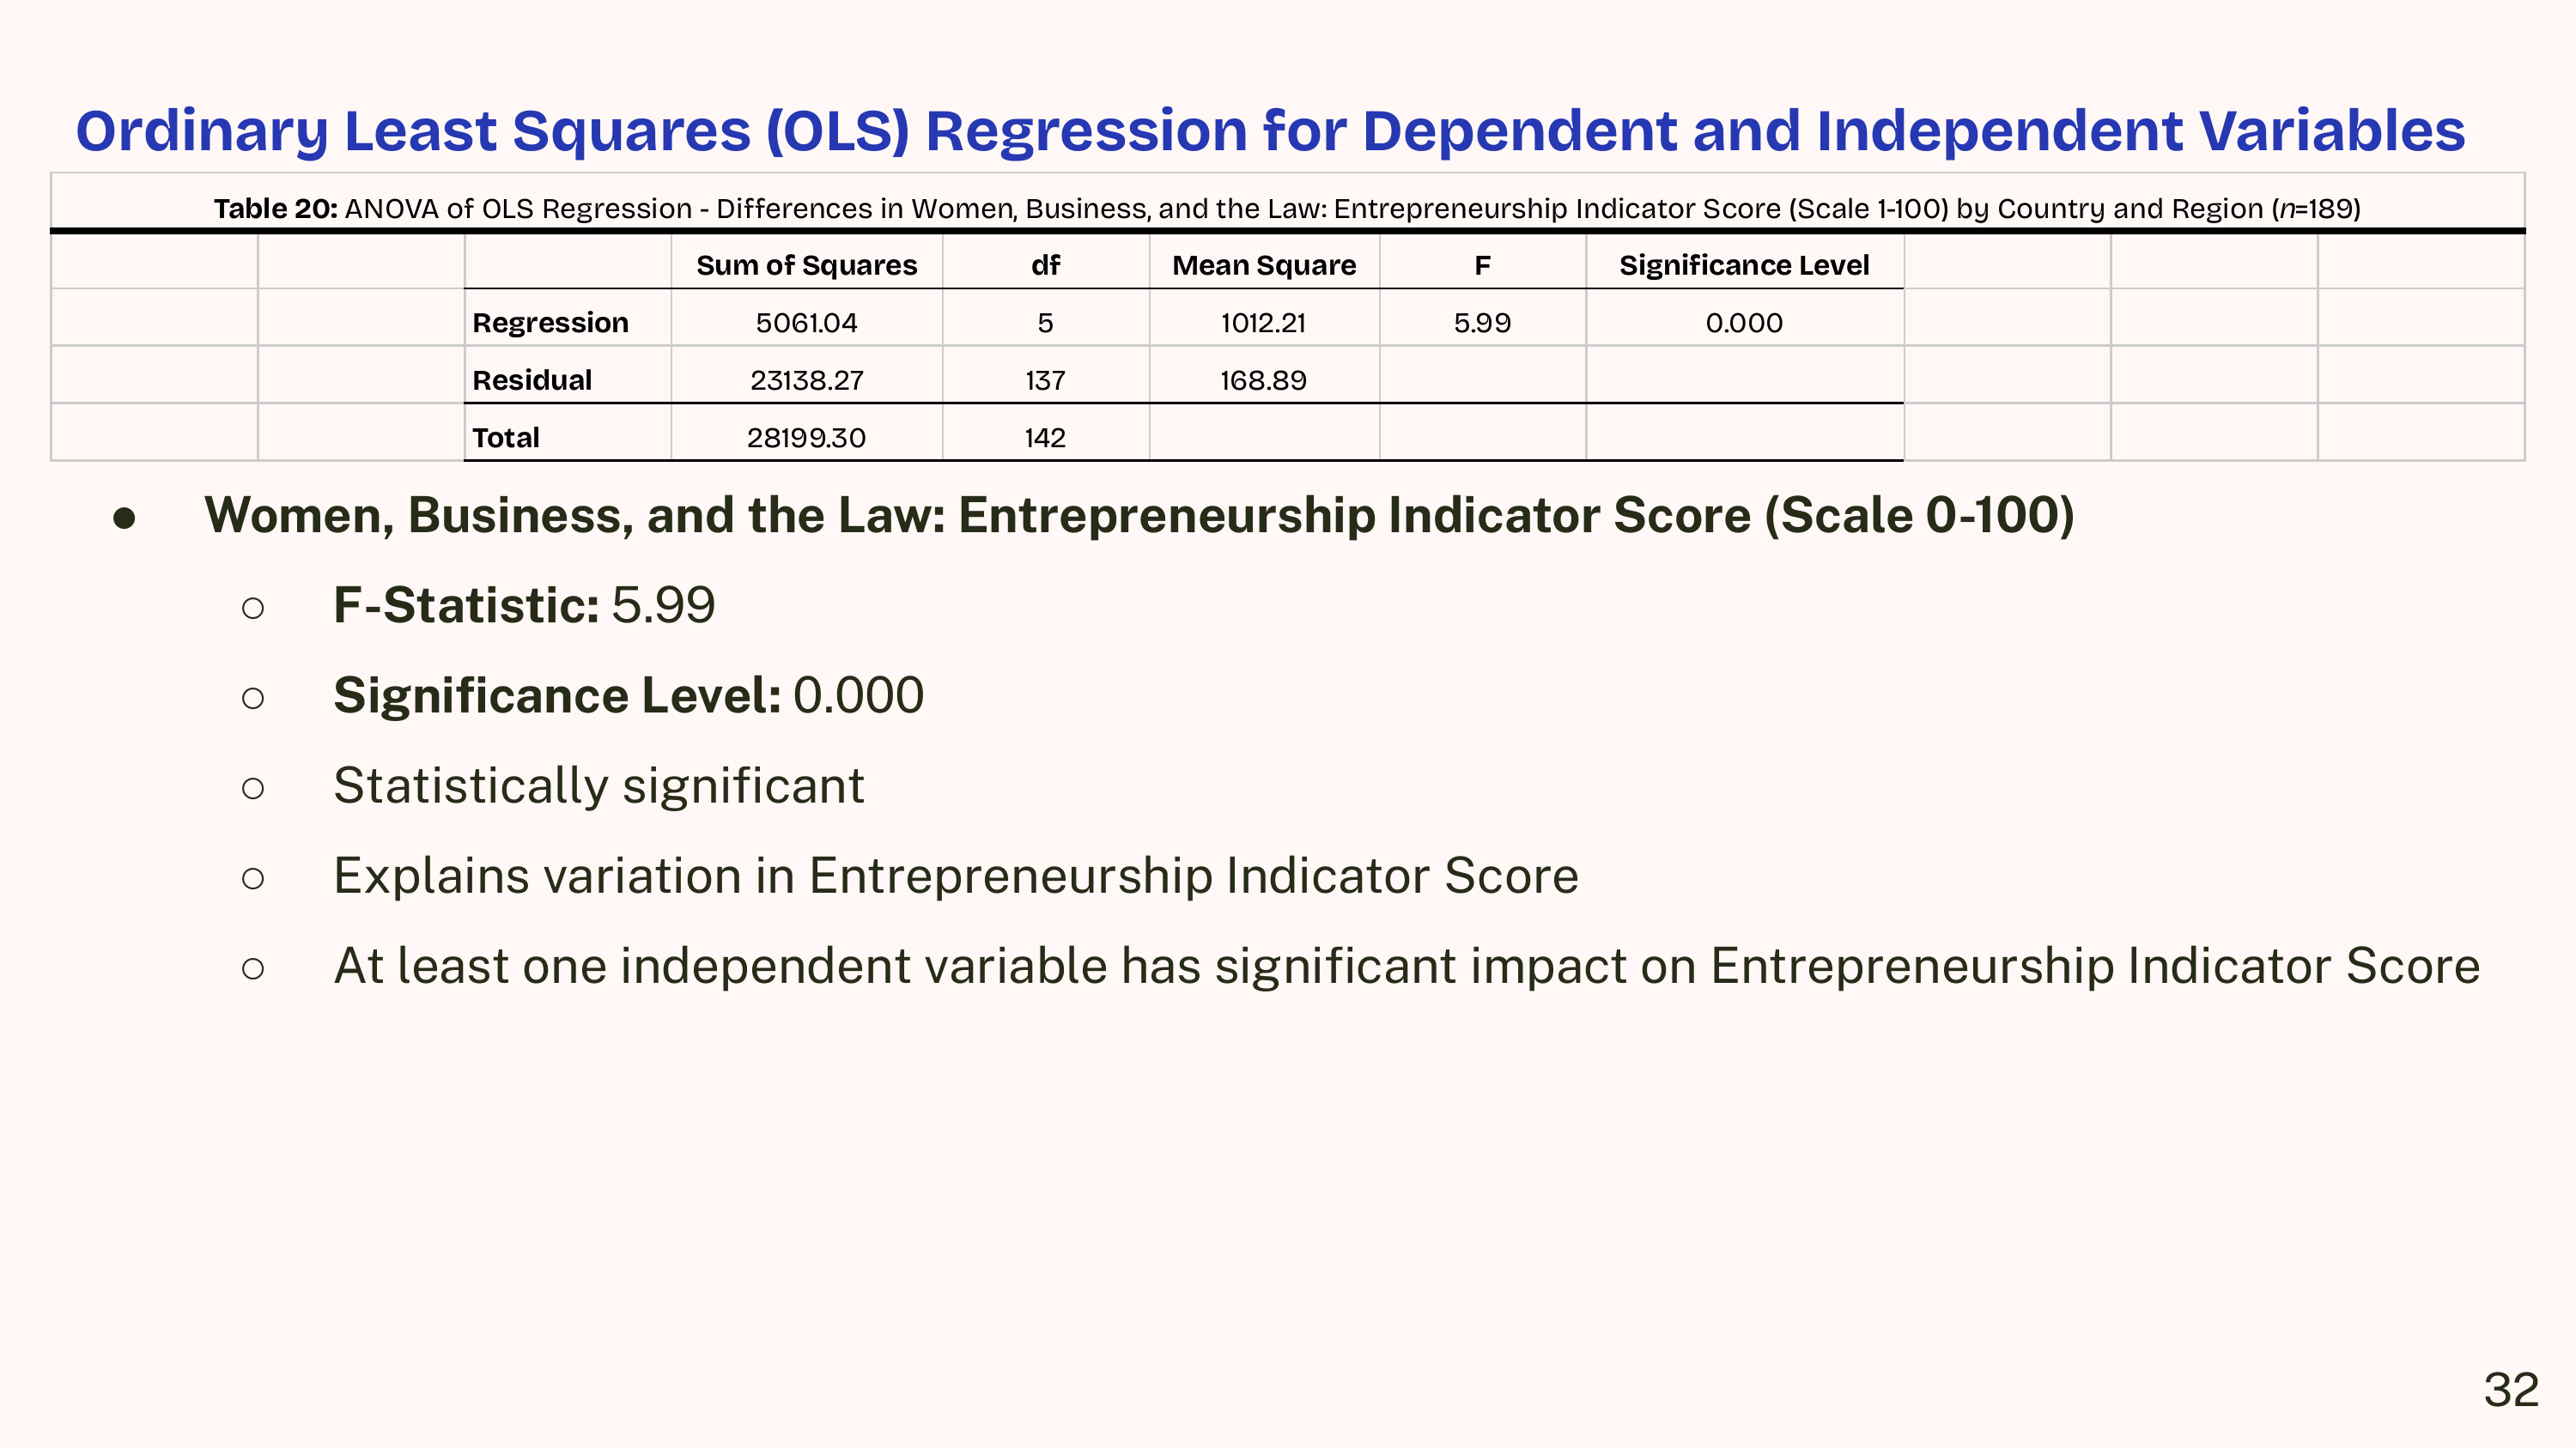 Ordinary Least Squares (OLS) Regression for Dependent and Independent Variables
Table 20: ANOVA of OLS Regression - Differences in Women, Business, and the Law: Entrepreneurship Indicator Score (Scale 1-100) by Country and Region (n=189)
Sum of Squares df Mean Square F Significance Level
Regression 5061.04 5 1012.21 5.99 0.000
Residual 23138.27 137 168.89
Total 28199.30 142
● Women, Business, and the Law: Entrepreneurship Indicator Score (Scale 0-100)
○ F-Statistic: 5.99
○ Significance Level: 0.000
○ Statistically significant
○ Explains variation in Entrepreneurship Indicator Score
○ At least one independent variable has significant impact on Entrepreneurship Indicator Score
32